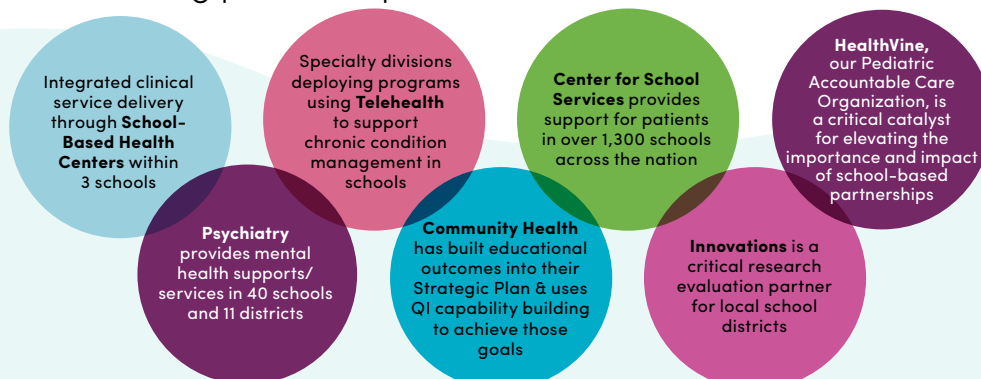 Integrated clinical
service delivery
through School-
Based Health
Centers within
3 schools
Psychiatry
provides mental
health supports/
services in 40 schools
and 11 districts
Specialty divisions
deploying programs
using Telehealth
to support
chronic condition
management in
schools
Community Health
has built educational
outcomes into their
Strategic Plan & uses
QI capability building
to achieve those
goals
Center for School
Services provides
support for patients
in over 1,300 schools
across the nation
Innovations is a
critical research
evaluation partner
for local school
districts
HealthVine,
our Pediatric
Accountable Care
Organization, is
a critical catalyst
for elevating the
importance and impact
of school-based
partnerships